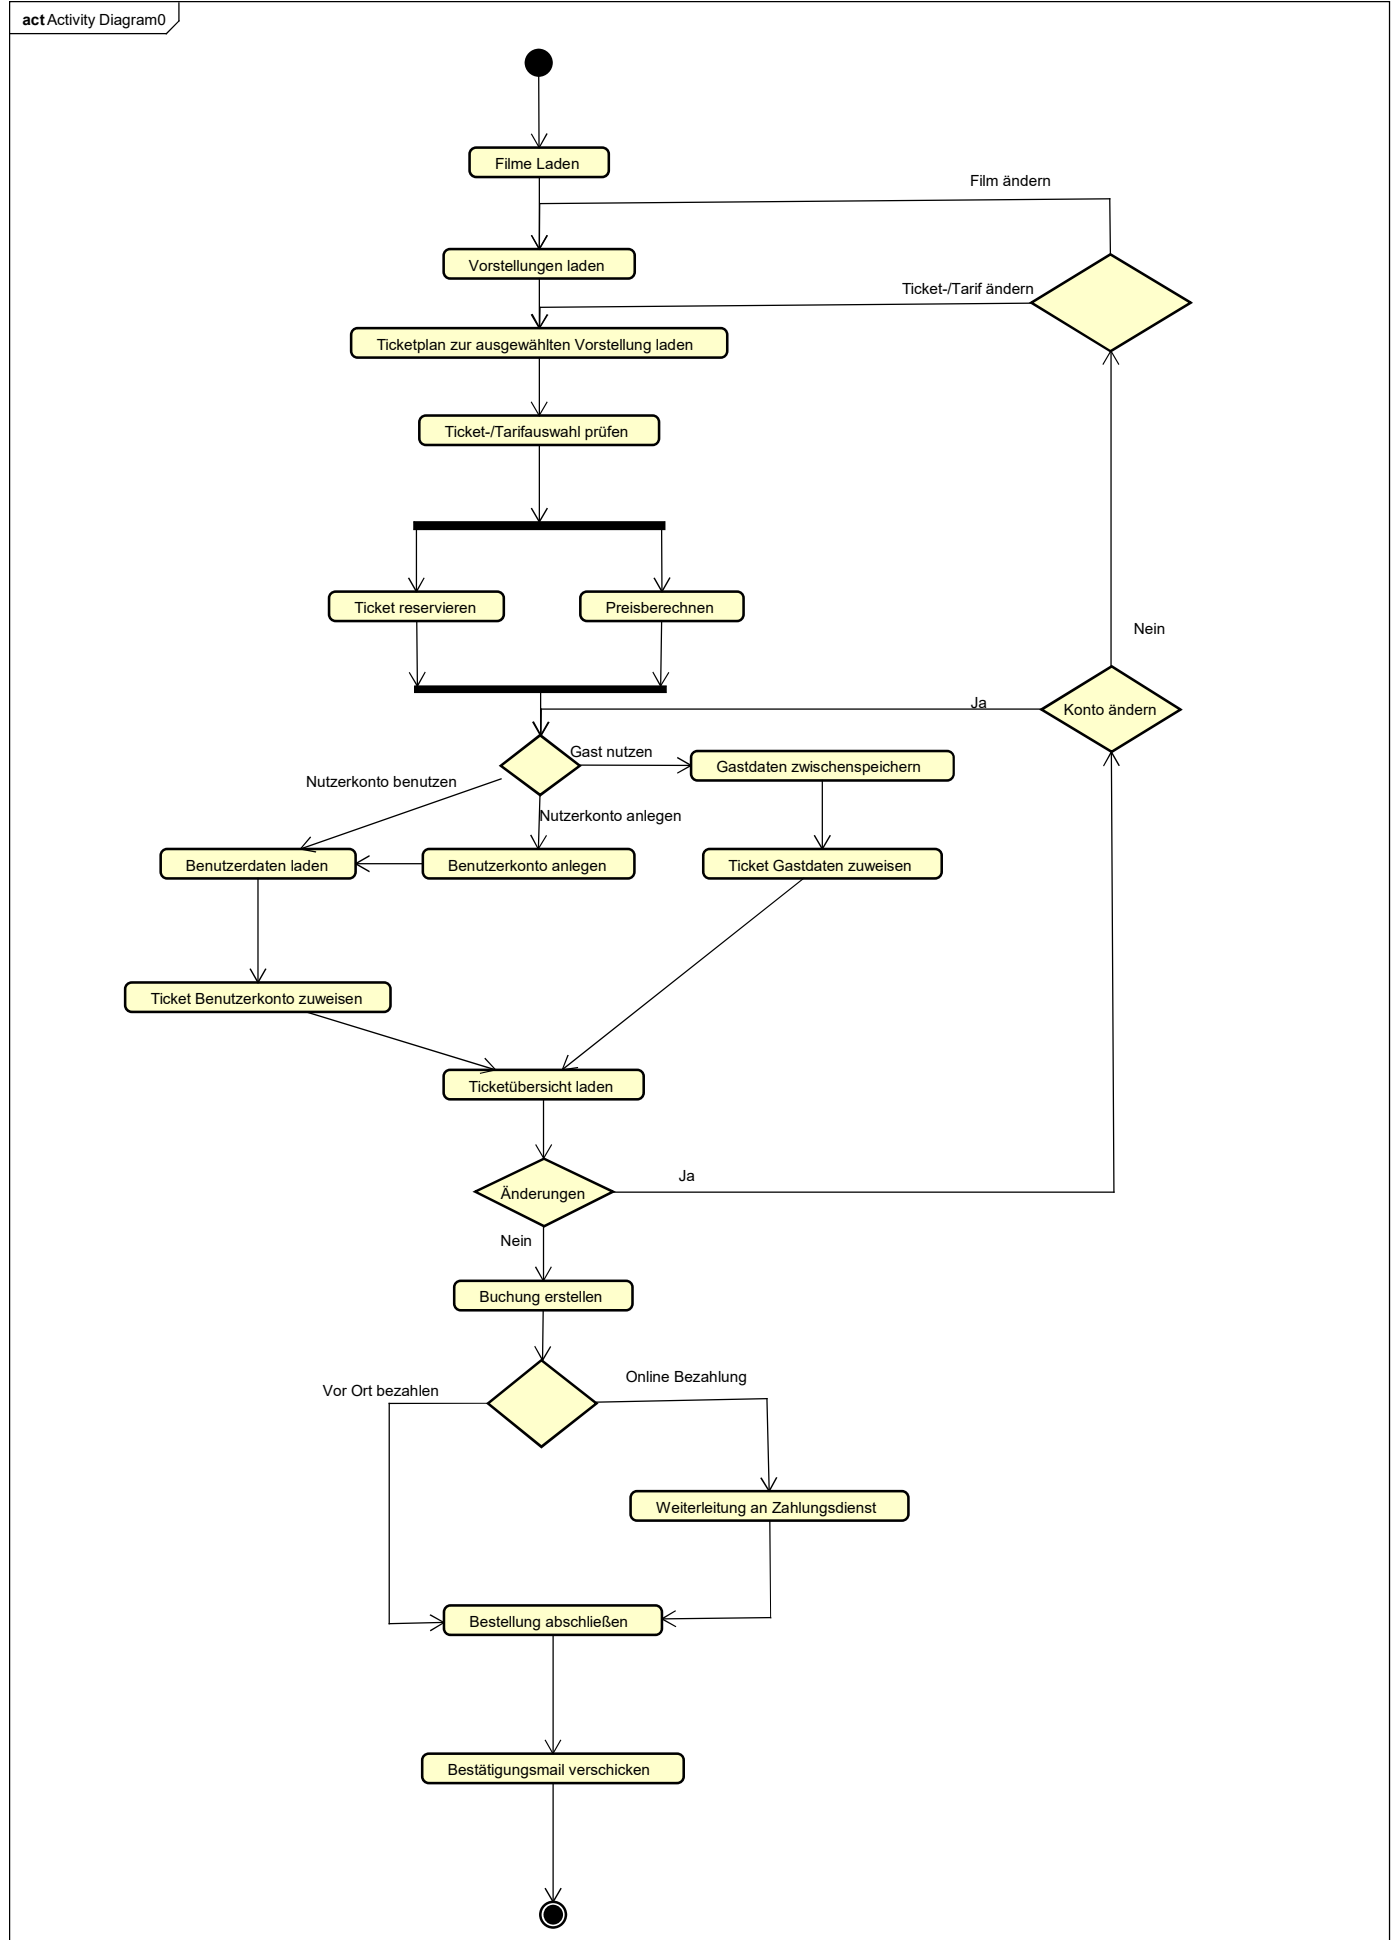 act Activity Diagram0
Filme Laden
Film ändern
Vorstellungen laden
Ticket-/Tarif ändern
Ticketplan zur ausgewählten Vorstellung laden
Ticket-/Tarifauswahl prüfen
Ticket reservieren
Preisberechnen
Nein
Ja
Konto ändern
Gast nutzen
Gastdaten zwischenspeichern
Nutzerkonto benutzen
Nutzerkonto anlegen
Benutzerdaten laden
Benutzerkonto anlegen
Ticket Gastdaten zuweisen
Ticket Benutzerkonto zuweisen
Ticketübersicht laden
Ja
Änderungen
Nein
Buchung erstellen
Online Bezahlung
Vor Ort bezahlen
Weiterleitung an Zahlungsdienst
Bestellung abschließen
Bestätigungsmail verschicken